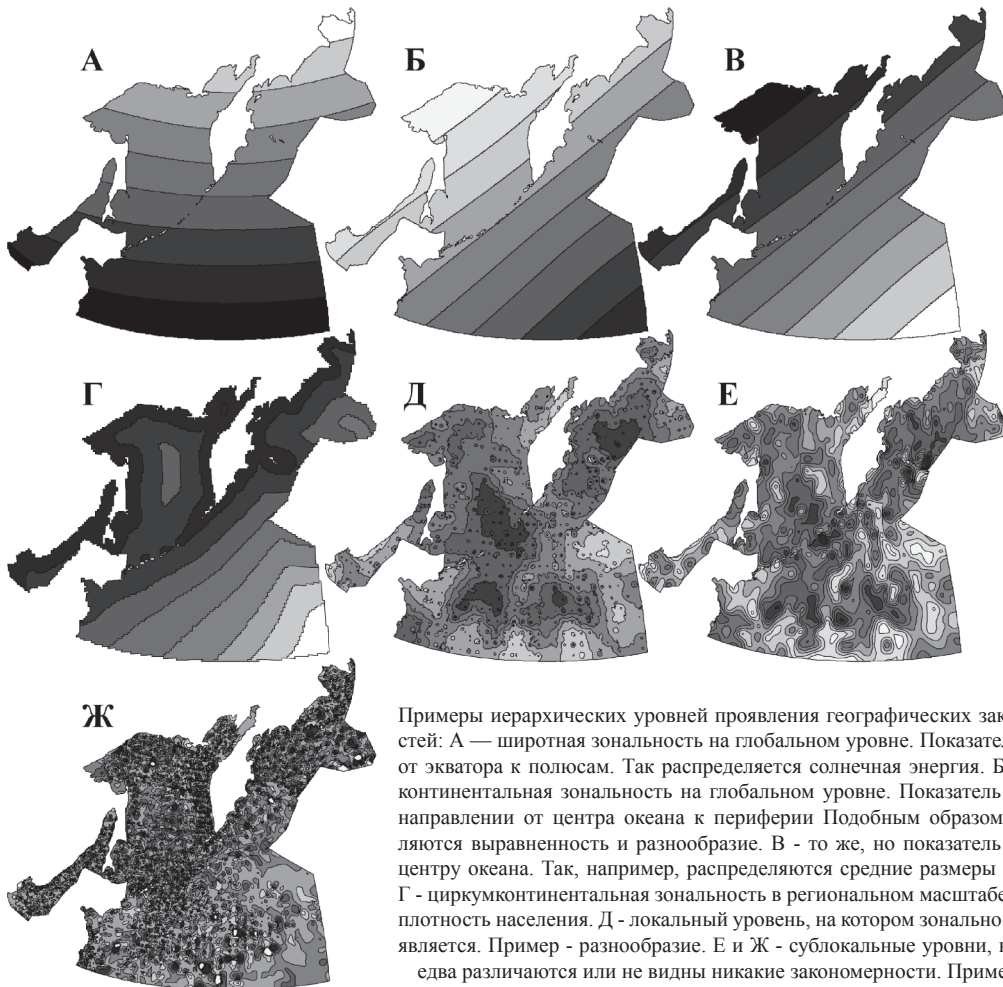 А
Б
В
Г
Д
Е
Ж
Примеры иерархических уровней проявления географических зак
стей: А — широтная зональность на глобальном уровне. Показател
от экватора к полюсам. Так распределяется солнечная энергия. Б
континентальная зональность на глобальном уровне. Показатель
направлении от центра океана к периферии Подобным образом
ляются выравненность и разнообразие. В - то же, но показатель
центру океана. Так, например, распределяются средние размеры
Г - циркумконтинентальная зональность в региональном масштабе
плотность населения. Д - локальный уровень, на котором зонально
является. Пример - разнообразие. Е и Ж - сублокальные уровни,
едва различаются или не видны никакие закономерности. Приме